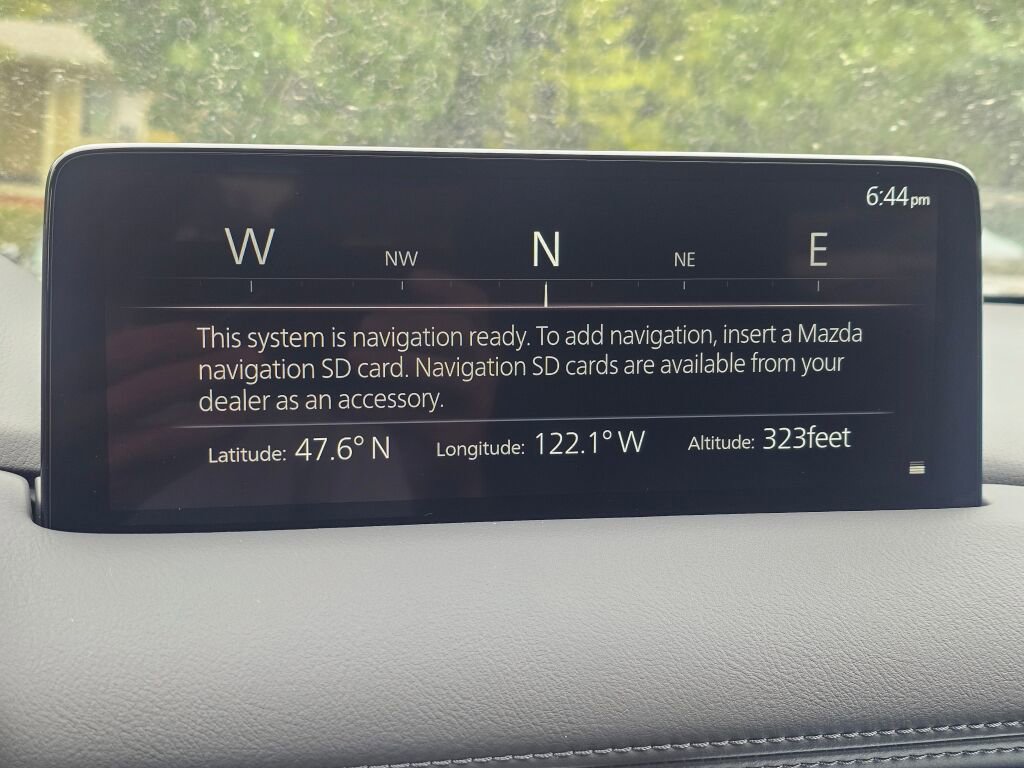 6:44pm
W NW N NE E
This system is navigation ready. To add navigation, insert a Mazda
navigation SD card. Navigation SD cards are available from your
dealer as an accessory.
Latitude: 47.6° N Longitude: 122.1° W Altitude: 323feet